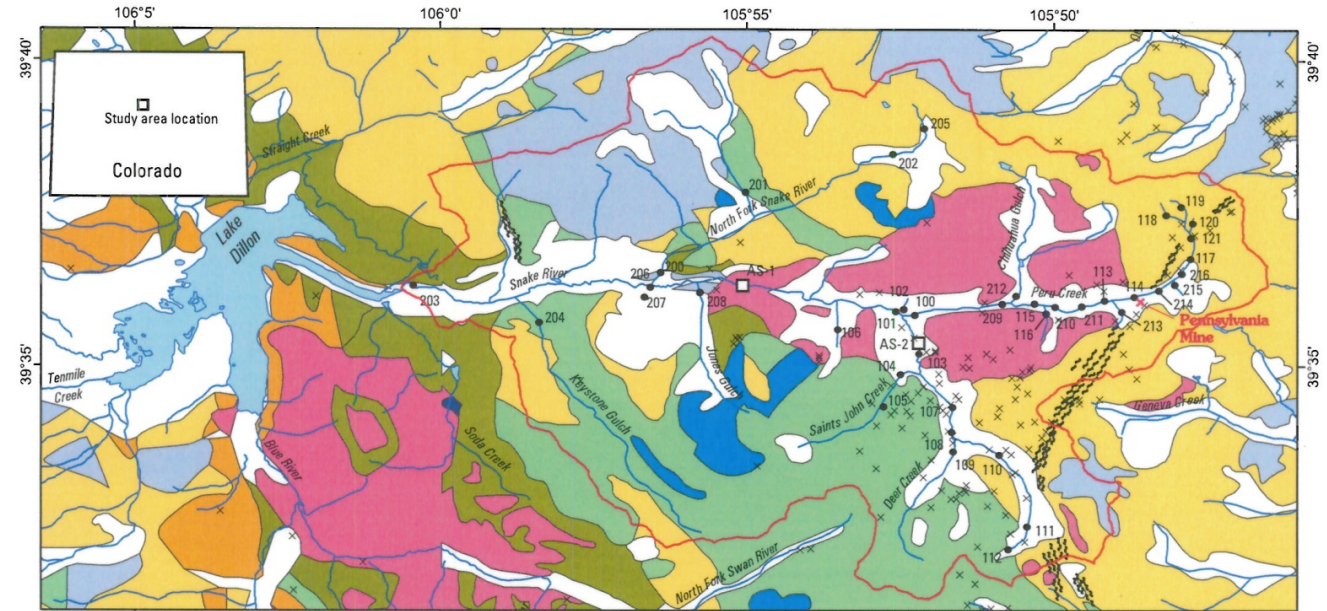 106°5'
106°0'
105°55'
105°50'
39°40'
39°40'
Study area location
Colorado
Straight Creek
Lake
Dillon
205
202
201
North Fork Snake River
Chihuahua Gulch
119
118
120
121
117
216
215
214
Snake River
206
200
AS-1
203
207
208
102
100
101
212
209
115
Peru Creek
113
114
116
210
211
213
Pennsylvania
Mine
204
106
AS-2
103
104
39°35'
39°35'
Tenmile
Creek
Jones Gulch
Keystone Gulch
Saints John Creek
105
107
Geneva Creek
Blue River
Soda Creek
108
109
110
Deer Creek
111
112
North Fork Swan River